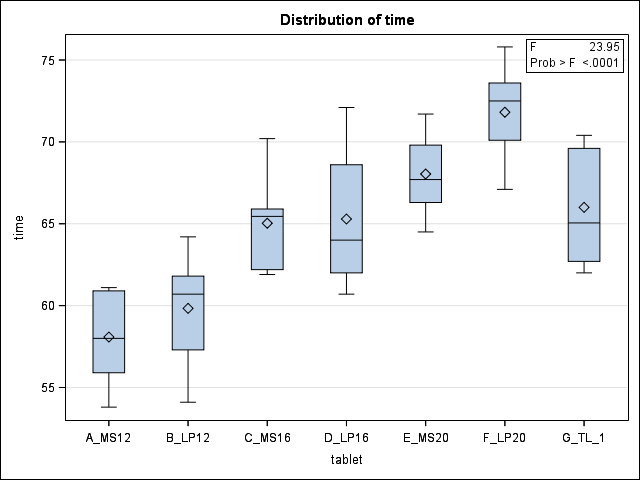 Distribution of time
F 23.95
Prob > F <.0001
75
70
65
60
55
time
A_MS12 B_LP12 C_MS16 D_LP16 E_MS20 F_LP20 G_TL_1
tablet